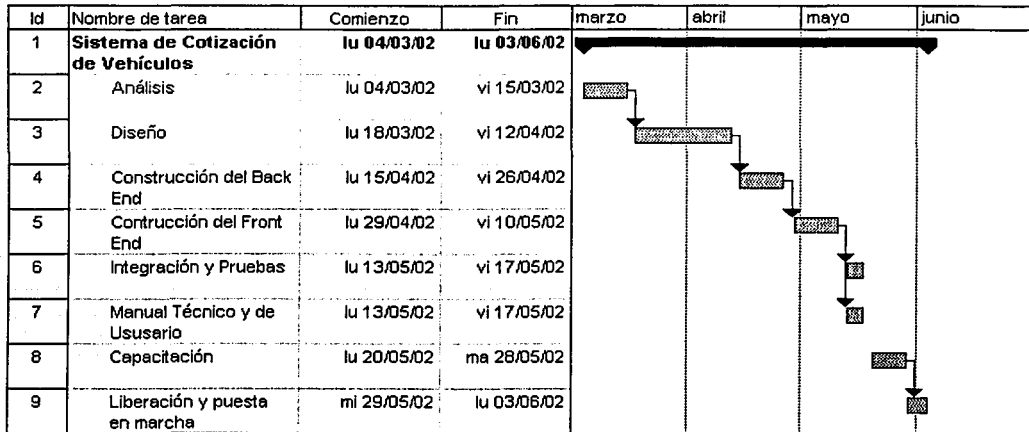 Id Nombre de tarea Comienzo Fin marzo abril mayo junio
1 Sistema de Cotización de Vehículos lu 04/03/02 lu 03/06/02
2 Análisis lu 04/03/02 vi 15/03/02
3 Diseño lu 18/03/02 vi 12/04/02
4 Construcción del Back End lu 15/04/02 vi 26/04/02
5 Contrucción del Front End lu 29/04/02 vi 10/05/02
6 Integración y Pruebas lu 13/05/02 vi 17/05/02
7 Manual Técnico y de Ususario lu 13/05/02 vi 17/05/02
8 Capacitación lu 20/05/02 ma 28/05/02
9 Liberación y puesta en marcha mi 29/05/02 lu 03/06/02